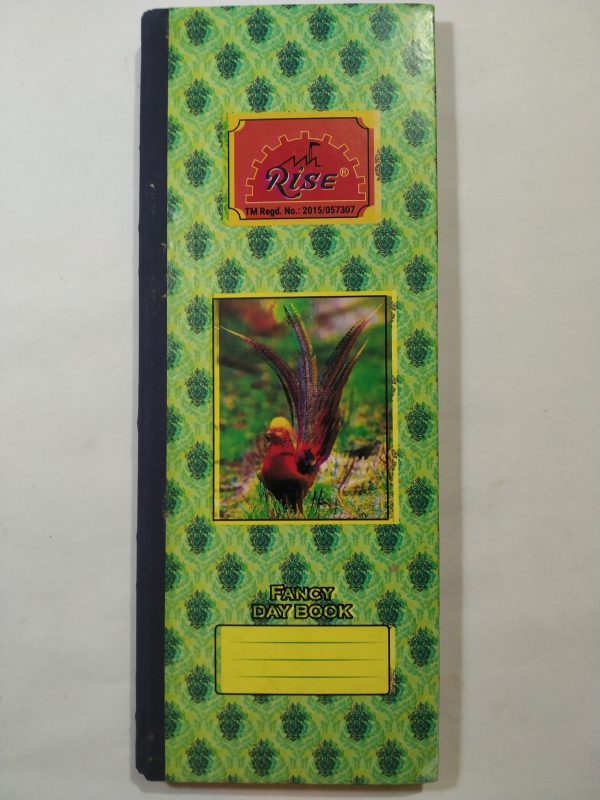 RISE®
TM Regd. No.: 2015/057307
FANCY
DAY BOOK